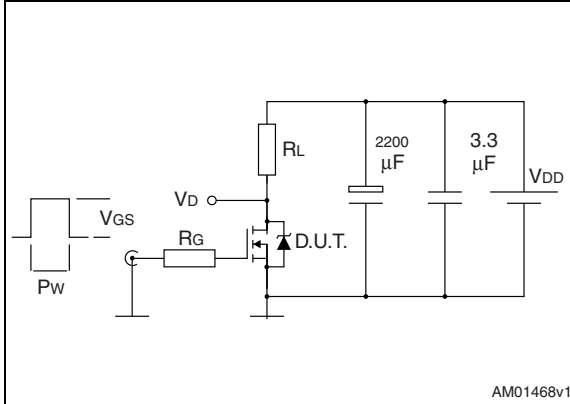 2200
μF
3.3
μF
RL
VDD
VD
VGS
RG
D.U.T.
PW
AM01468v1